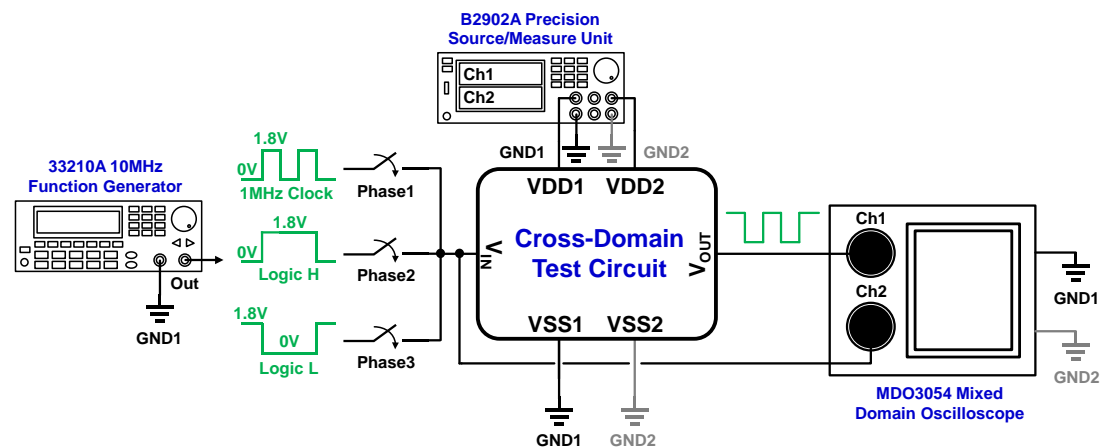 B2902A Precision
Source/Measure Unit
Ch1
Ch2
GND1
GND2
33210A 10MHz
Function Generator
Out
GND1
1.8V
0V
1MHz Clock
Phase1
1.8V
0V
Logic H
Phase2
1.8V
0V
Logic L
Phase3
VDD1 VDD2
VIN
Cross-Domain
Test Circuit
VOUT
VSS1 VSS2
GND1
GND2
Ch1
Ch2
GND1
GND2
MDO3054 Mixed
Domain Oscilloscope